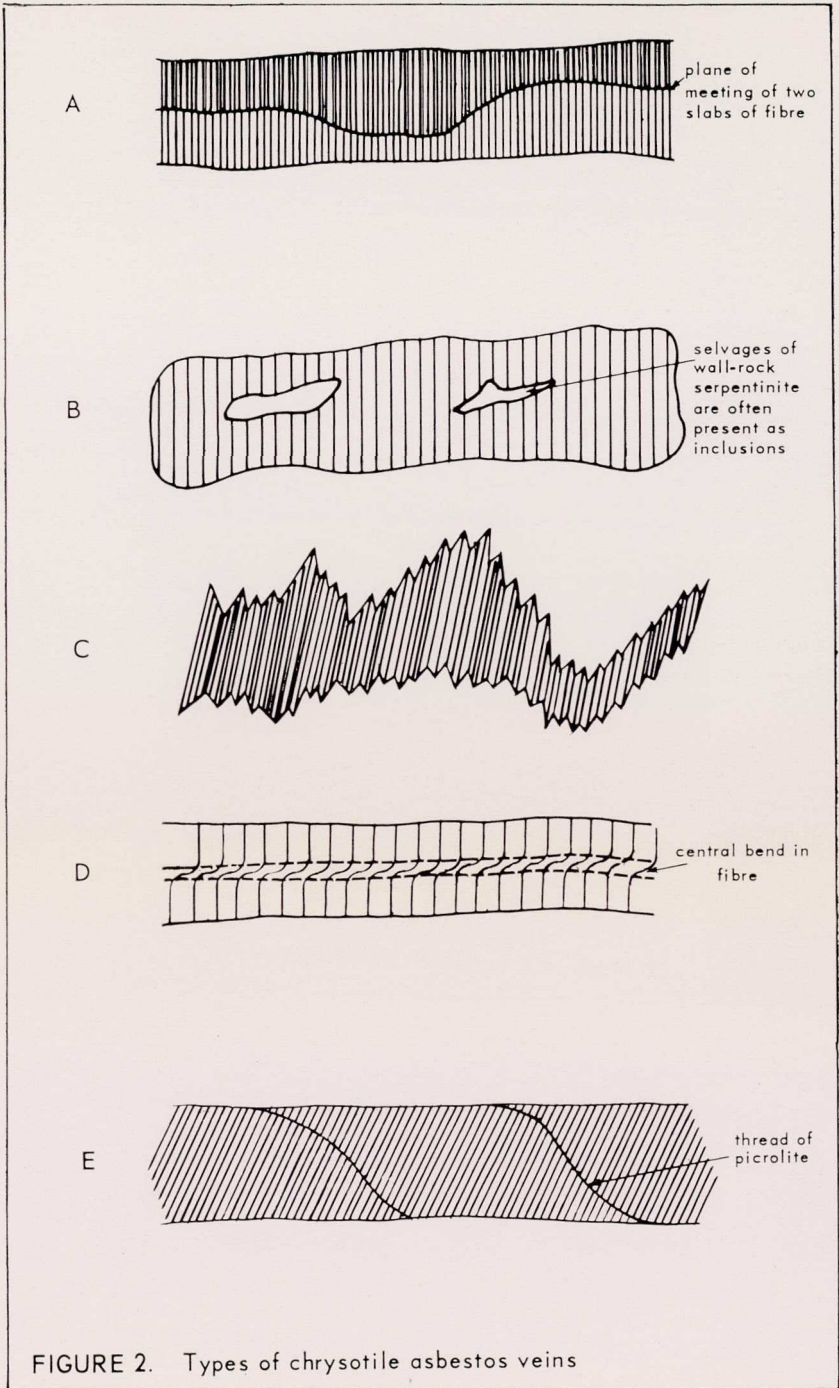 A
plane of
meeting of two
slabs of fibre
B
selvages of
wall-rock
serpentinite
are often
present as
inclusions
C
D
central bend in
fibre
E
thread of
picrolite
FIGURE 2. Types of chrysotile asbestos veins